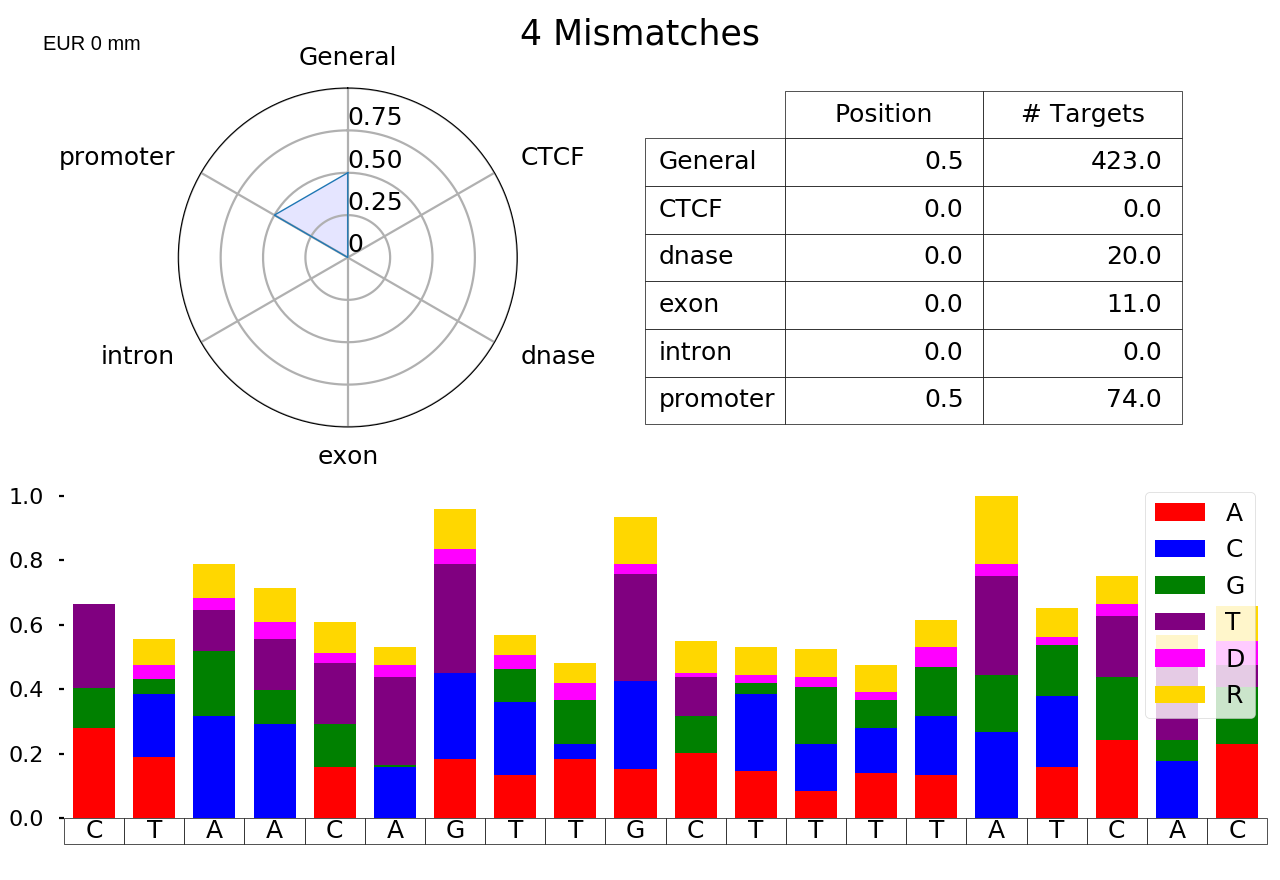 4 Mismatches
EUR 0 mm
General
promoter
CTCF
intron
dnase
exon
0.75
0.50
0.25
0
Position # Targets
General 0.5 423.0
CTCF 0.0 0.0
dnase 0.0 20.0
exon 0.0 11.0
intron 0.0 0.0
promoter 0.5 74.0
1.0
0.8
0.6
0.4
0.2
0.0
A
C
G
T
D
R
C T A A C A G T T G C T T T T A T C A C